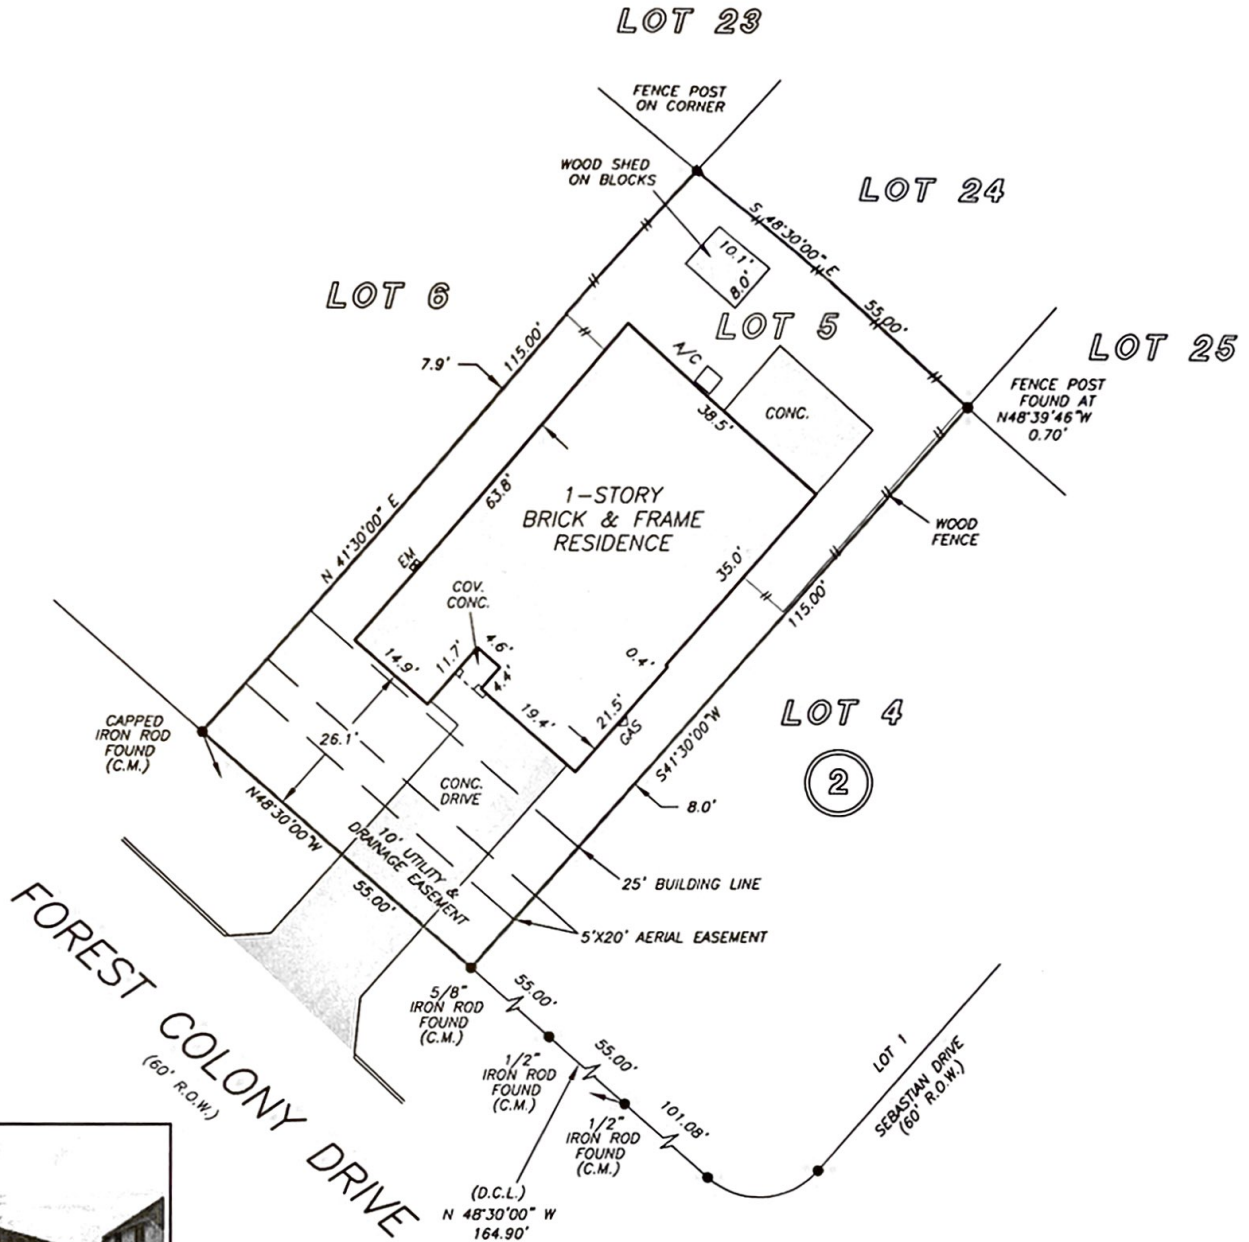 LOT 23
FENCE POST
ON CORNER
WOOD SHED
ON BLOCKS
LOT 24
S 48°30'00" E
55.00'
10.1'
8.0'
LOT 6
LOT 5
LOT 25
115.00'
7.9'
A/C
38.5'
CONC.
FENCE POST
FOUND AT
N48°39'46"W
0.70'
63.8'
1-STORY
BRICK & FRAME
RESIDENCE
WOOD
FENCE
N 41°30'00" E
EM
35.0'
115.00'
COV.
CONC.
4.6'
11.7'
4.4'
0.4'
14.9'
19.4'
21.5'
GAS
S41°30'00"W
LOT 4
2
CAPPED
IRON ROD
FOUND
(C.M.)
26.1'
CONC.
DRIVE
8.0'
N48°30'00"W
55.00'
10' UTILITY &
DRAINAGE EASEMENT
25' BUILDING LINE
5'X20' AERIAL EASEMENT
FOREST COLONY DRIVE
(60' R.O.W.)
5/8"
IRON ROD
FOUND
(C.M.)
55.00'
1/2"
IRON ROD
FOUND
(C.M.)
55.00'
1/2"
IRON ROD
FOUND
(C.M.)
101.08'
LOT 1
SEBASTIAN DRIVE
(60' R.O.W.)
(D.C.L.)
N 48°30'00" W
164.90'